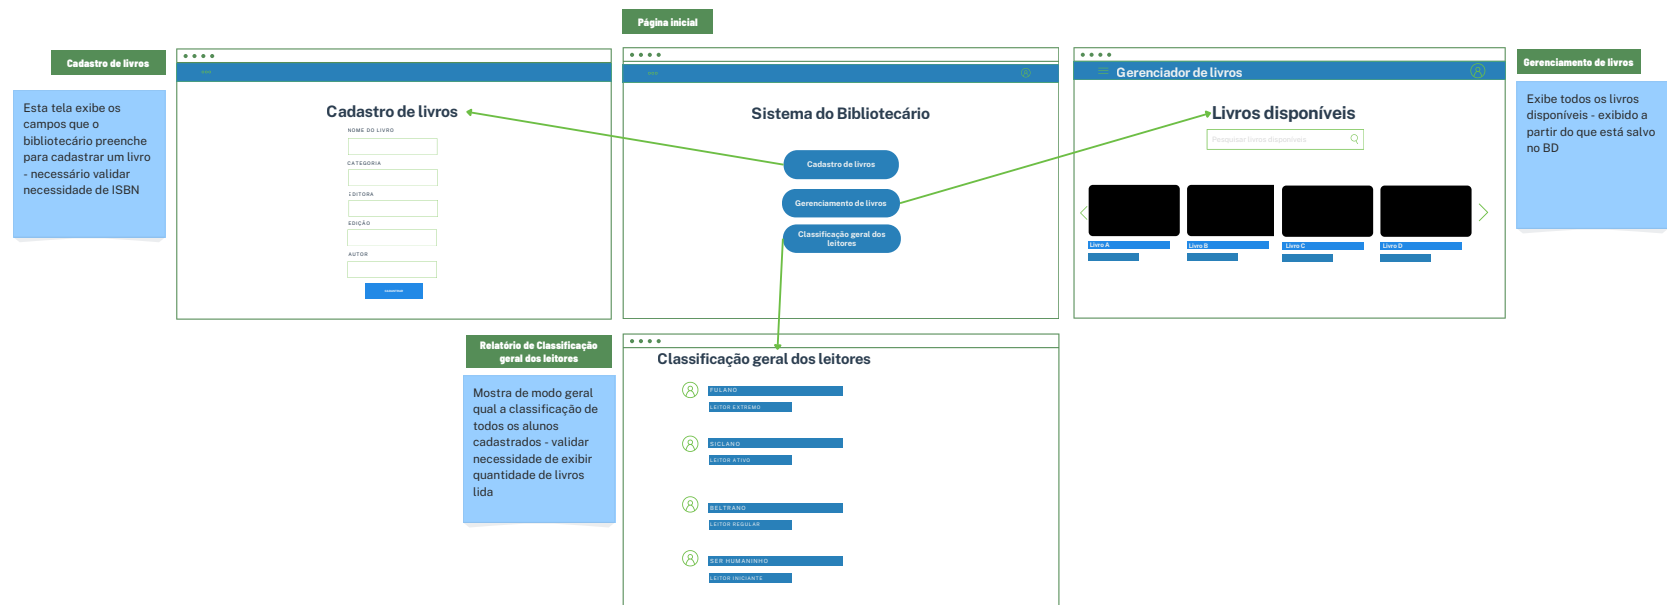 Página inicial
Cadastro de livros
Esta tela exibe os
campos que o
bibliotecário preenche
para cadastrar um livro
- necessário validar
necessidade de ISBN
Cadastro de livros
NOME DO LIVRO
CATEGORIA
EDITORA
EDIÇÃO
AUTOR
CADASTRAR
Sistema do Bibliotecário
Cadastro de livros
Gerenciamento de livros
Classificação geral dos
leitores
Gerenciador de livros
Livros disponíveis
Pesquisar livros disponíveis
Livro A
Livro B
Livro C
Livro D
Gerenciamento de livros
Exibe todos os livros
disponíveis - exibido a
partir do que está salvo
no BD
Relatório de Classificação
geral dos leitores
Mostra de modo geral
qual a classificação de
todos os alunos
cadastrados - validar
necessidade de exibir
quantidade de livros
lida
Classificação geral dos leitores
FULANO
LEITOR EXTREMO
SICLANO
LEITOR ATIVO
BELTRANO
LEITOR REGULAR
SER HUMANINHO
LEITOR INICIANTE